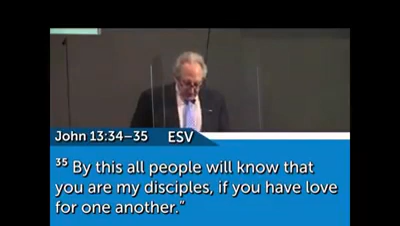 John 13:34–35 ESV
35 By this all people will know that
you are my disciples, if you have love
for one another.”